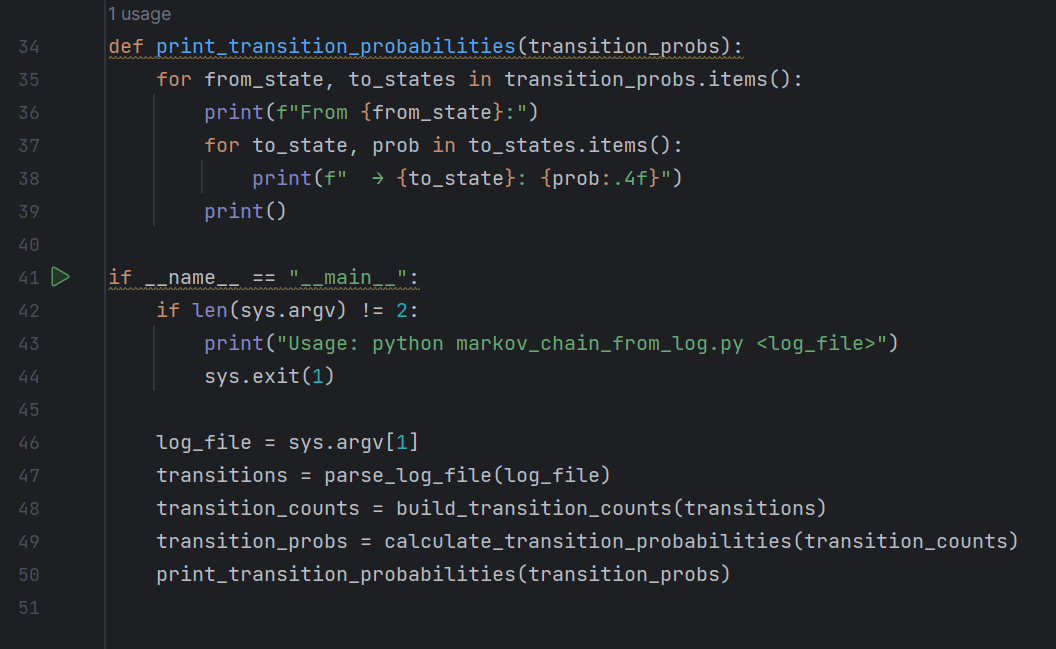 1 usage
34 def print_transition_probabilities(transition_probs):
35     for from_state, to_states in transition_probs.items():
36         print(f"From {from_state}:")
37         for to_state, prob in to_states.items():
38             print(f"  → {to_state}: {prob:.4f}")
39         print()
40
41 if __name__ == "__main__":
42     if len(sys.argv) != 2:
43         print("Usage: python markov_chain_from_log.py <log_file>")
44         sys.exit(1)
45
46     log_file = sys.argv[1]
47     transitions = parse_log_file(log_file)
48     transition_counts = build_transition_counts(transitions)
49     transition_probs = calculate_transition_probabilities(transition_counts)
50     print_transition_probabilities(transition_probs)
51